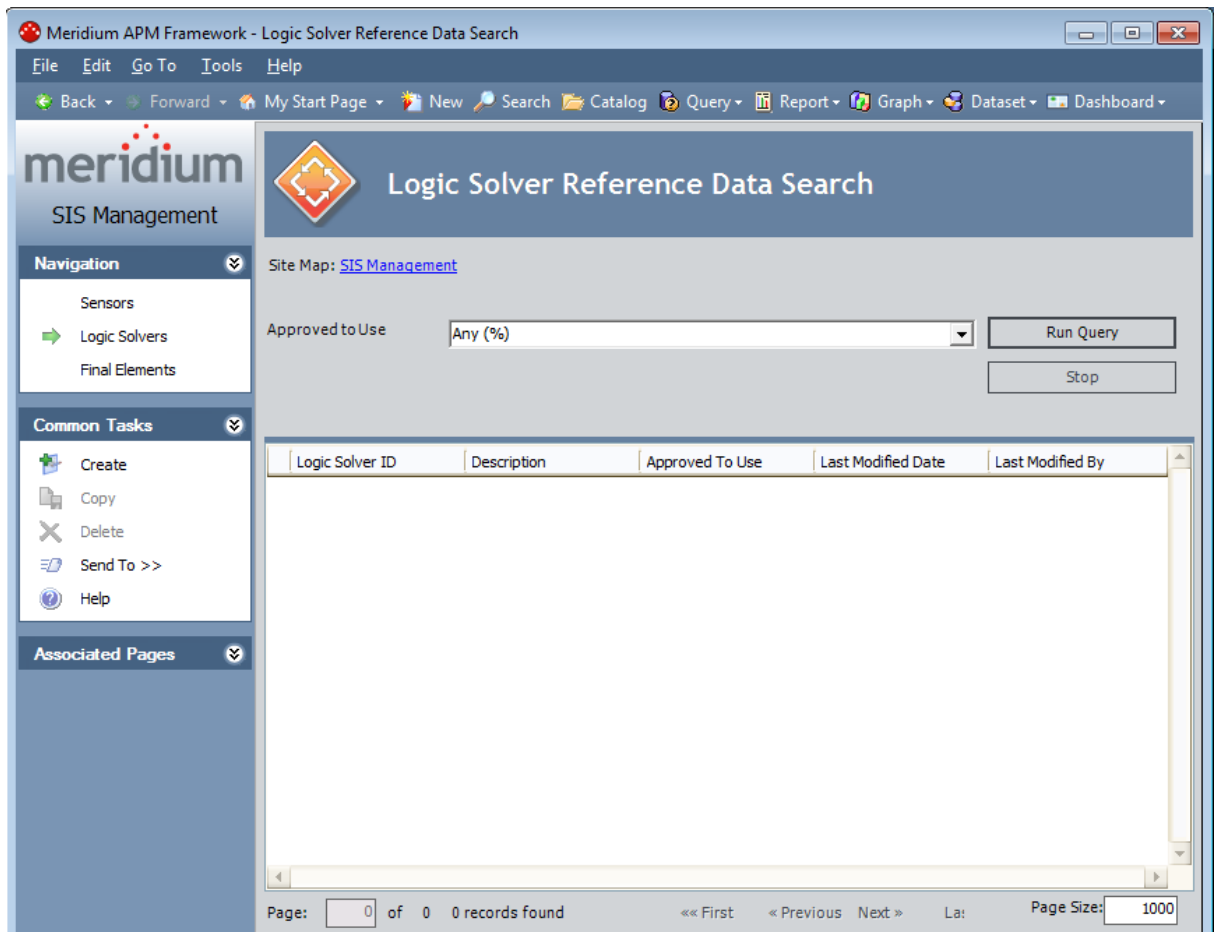 Meridium APM Framework - Logic Solver Reference Data Search
File Edit Go To Tools Help
Back Forward My Start Page New Search Catalog Query Report Graph Dataset Dashboard
meridium
SIS Management
Logic Solver Reference Data Search
Navigation
Sensors
Logic Solvers
Final Elements
Site Map: SIS Management
Approved to Use Any (%) Run Query
Stop
Common Tasks
Create
Copy
Delete
Send To >>
Help
Associated Pages
Logic Solver ID Description Approved To Use Last Modified Date Last Modified By
Page: 0 of 0 0 records found «« First « Previous Next » Page Size: 1000